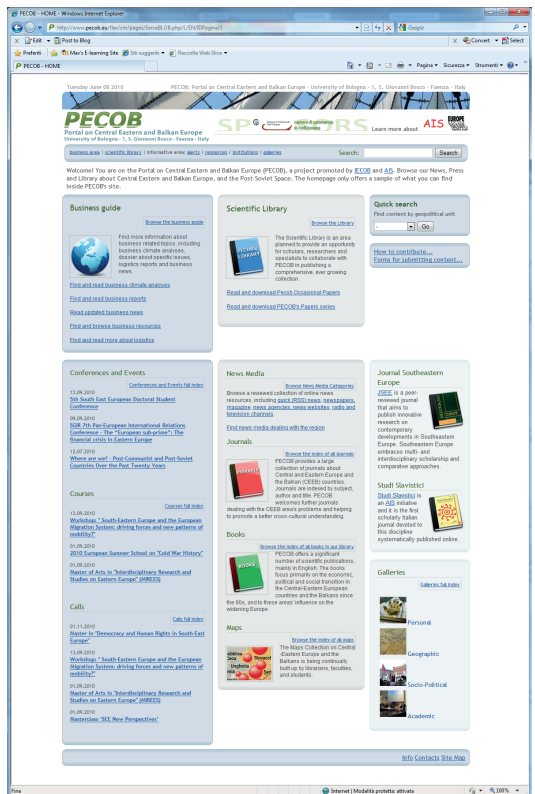 PECOB - HOME - Windows Internet Explorer
http://www.pecob.eu/flex/cm/pages/ServeBLOB.php/L/EN/IDPagina/1
Google
Edit Post to Blog
Convert Select
Preferiti Max's E-learning Site Siti suggeriti Raccolta Web Slice
PECOB - HOME
Pagina Sicurezza Strumenti
Tuesday June 08 2010 PECOB: Portal on Central Eastern and Balkan Europe - University of Bologna - 1, S. Giovanni Bosco - Faenza - Italy
PECOB
Portal on Central Eastern and Balkan Europe
University of Bologna - 1, S. Giovanni Bosco - Faenza - Italy
SPONSORS
Learn more about AIS
business area | scientific library | informative area: alerts | resources | institutions | galleries
Search: Search
Welcome! You are on the Portal on Central Eastern and Balkan Europe (PECOB), a project promoted by IECOB and AIS. Browse our News, Press
and Library about Central Eastern and Balkan Europe, and the Post-Soviet Space. The homepage only offers a sample of what you can find
inside PECOB's site.
Business guide
Browse the business guide
Find more information about
business related topics, including
business climate analyses,
dossier about specific issues,
logistics reports and business
news.
Find and read business climate analyses
Find and read business reports
Read updated business news
Find and browse business resources
Find and read more about logistics
Scientific Library
Browse the Library
PECOB'S
LIBRARY
The Scientific Library is an area
planned to provide an opportunity
for scholars, researchers and
specialists to collaborate with
PECOB in publishing a
comprehensive, ever growing
collection.
Read and download Pecob Occasional Papers
Read and download PECOB's Papers series
Quick search
Find content by geopolitical unit
Go
How to contribute...
Forms for submitting content...
Conferences and Events
Conferences and Events full index
13.09.2010
5th South East European Doctoral Student
Conference
09.09.2010
SGIR 7th Pan-European International Relations
Conference - The "European sub-prime": The
financial crisis in Eastern Europe
12.07.2010
Where are we? - Post-Communist and Post-Soviet
Countries Over the Past Twenty Years
Courses
Courses full index
13.09.2010
Workshop: " South-Eastern Europe and the European
Migration System: driving forces and new patterns of
mobility?"
01.09.2010
2010 European Summer School on "Cold War History"
01.09.2010
Master of Arts in "Interdisciplinary Research and
Studies on Eastern Europe" (MIREES)
Calls
Calls full index
01.11.2010
Master in "Democracy and Human Rights in South-East
Europe"
13.09.2010
Workshop: " South-Eastern Europe and the European
Migration System: driving forces and new patterns of
mobility?"
01.09.2010
Master of Arts in "Interdisciplinary Research and
Studies on Eastern Europe" (MIREES)
01.09.2010
Masterclass 'SEE New Perspectives'
News Media
Browse News Media Categories
Browse a reviewed collection of online news
resources, including quick (RSS) news, newspapers,
magazine, news agencies, news websites, radio and
television channels.
Find news media dealing with the region
Journals
Browse the index of all journals
JOURNALS
PECOB provides a large
collection of journals about
Central and Eastern Europe and
the Balkan (CEEB) countries.
Journals are indexed by subject,
author and title; PECOB
welcomes further journals
dealing with the CEEB area's problems and helping
to promote a better cross-cultural understanding.
Books
Browse the index of all books in our library
BOOKS
PECOB offers a significant
number of scientific publications,
mainly in English. The books
focus primarily on the economic,
political and social transition in
the Central-Eastern European
countries and the Balkans since
the 90s, and to these areas' influence on the
widening Europe.
Maps
Browse the index of all maps
Slovacc
Ungheria
The Maps Collection on Central
-Eastern Europe and the
Balkans is being continually
built up by librarians, faculties,
and students.
Journal Southeastern
Europe
JSEE is a peer-
reviewed journal
that aims to
publish innovative
research on
contemporary
developments in Southeastern
Europe. Southeastern Europe
embraces multi- and
interdisciplinary scholarship and
comparative approaches.
Studi Slavistici
Studi Slavistici is
an AIS initiative
and it is the first
scholarly Italian
journal devoted to
this discipline
systematically published online.
Galleries
Galleries full index
Personal
Geographic
Socio-Political
Academic
Info Contacts Site Map
Fine Internet | Modalità protetta: attivata 100%